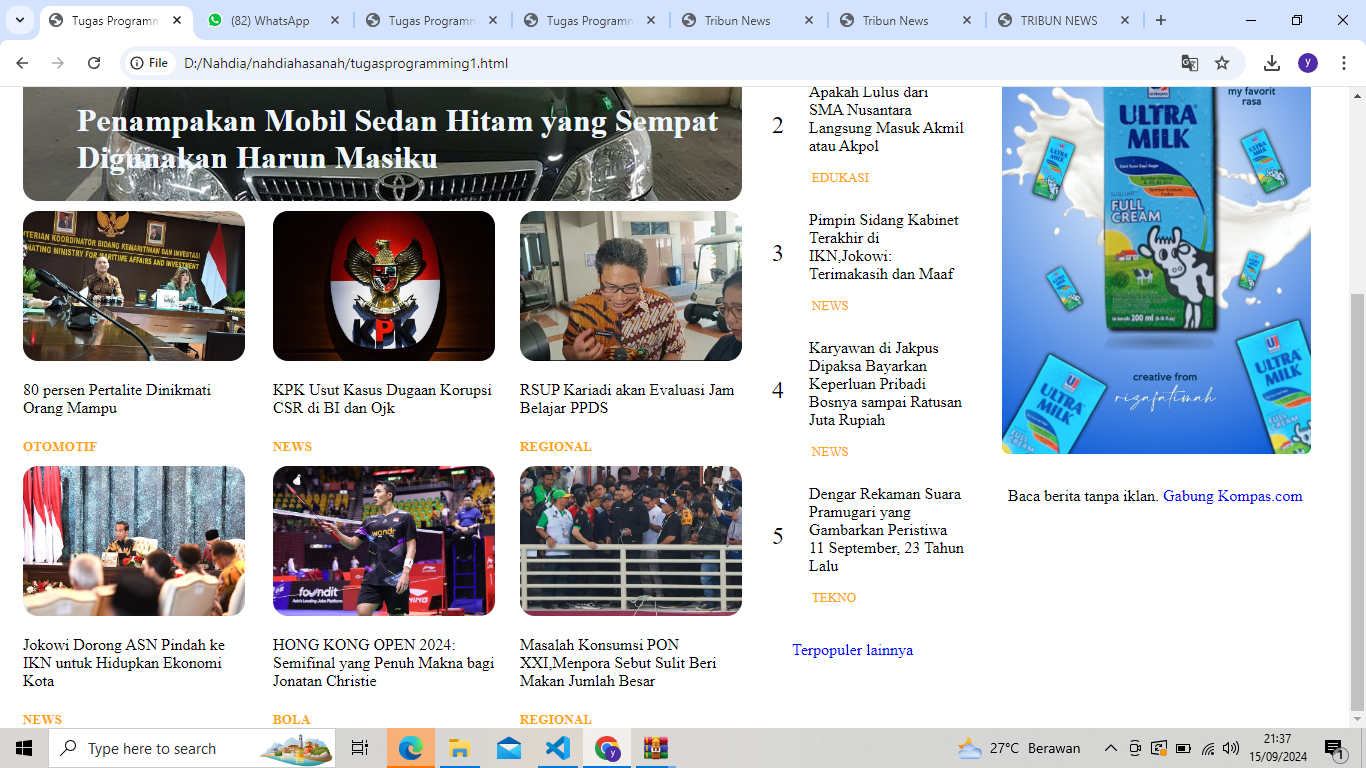 Tugas Programm
(82) WhatsApp
Tugas Programm
Tugas Programm
Tribun News
Tribun News
TRIBUN NEWS
File
D:/Nahdia/nahdiahasanah/tugasprogramming1.html
y
Penampakan Mobil Sedan Hitam yang Sempat
Digunakan Harun Masiku
80 persen Pertalite Dinikmati
Orang Mampu
OTOMOTIF
KPK
KPK Usut Kasus Dugaan Korupsi
CSR di BI dan Ojk
NEWS
RSUP Kariadi akan Evaluasi Jam
Belajar PPDS
REGIONAL
Jokowi Dorong ASN Pindah ke
IKN untuk Hidupkan Ekonomi
Kota
NEWS
wondr
foundit
HONG KONG OPEN 2024:
Semifinal yang Penuh Makna bagi
Jonatan Christie
BOLA
Masalah Konsumsi PON
XXI,Menpora Sebut Sulit Beri
Makan Jumlah Besar
REGIONAL
2
Apakah Lulus dari
SMA Nusantara
Langsung Masuk Akmil
atau Akpol
EDUKASI
3
Pimpin Sidang Kabinet
Terakhir di
IKN,Jokowi:
Terimakasih dan Maaf
NEWS
4
Karyawan di Jakpus
Dipaksa Bayarkan
Keperluan Pribadi
Bosnya sampai Ratusan
Juta Rupiah
NEWS
5
Dengar Rekaman Suara
Pramugari yang
Gambarkan Peristiwa
11 September, 23 Tahun
Lalu
TEKNO
Terpopuler lainnya
my favorit
rasa
ULTRA
MILK
FULL
CREAM
200 ml
creative from
rizafatimah
ULTRA
MILK
ULTRA
MILK
Baca berita tanpa iklan. Gabung Kompas.com
Type here to search
27°C Berawan
21:37
15/09/2024
1